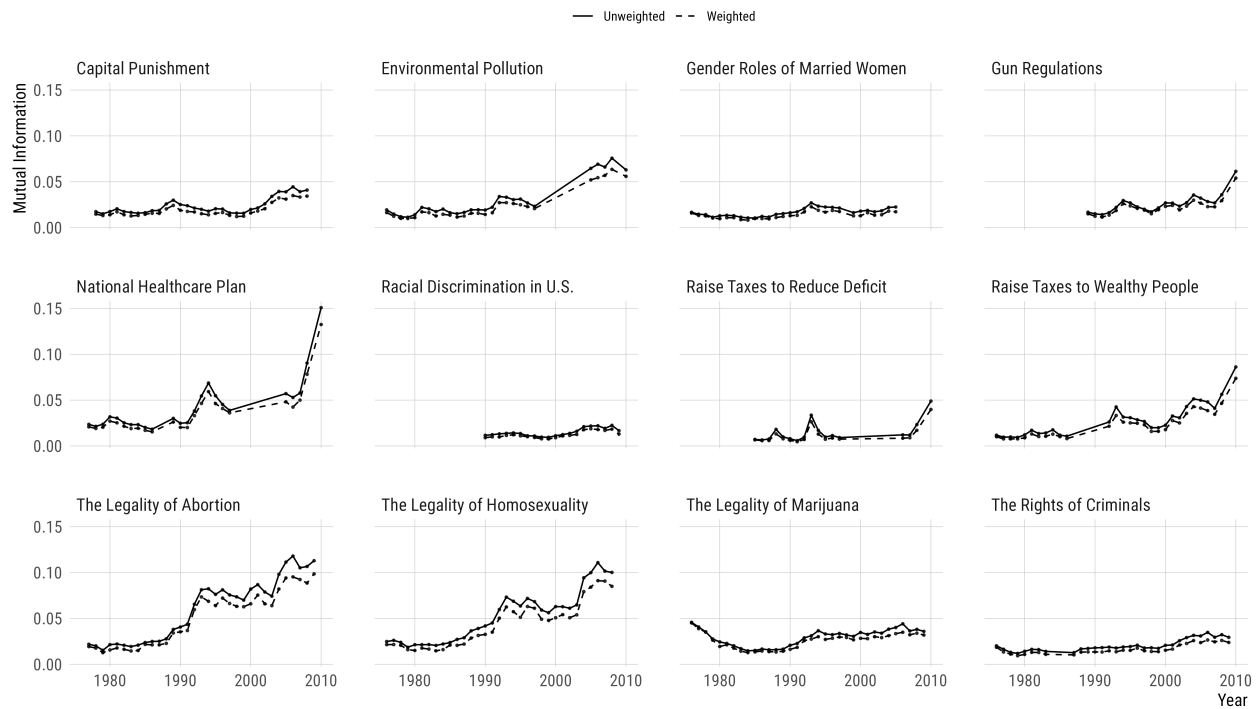 Unweighted Weighted
Capital Punishment Environmental Pollution Gender Roles of Married Women Gun Regulations
Mutual Information
0.15
0.10
0.05
0.00
National Healthcare Plan Racial Discrimination in U.S. Raise Taxes to Reduce Deficit Raise Taxes to Wealthy People
0.15
0.10
0.05
0.00
The Legality of Abortion The Legality of Homosexuality The Legality of Marijuana The Rights of Criminals
0.15
0.10
0.05
0.00
1980 1990 2000 2010 1980 1990 2000 2010 1980 1990 2000 2010 1980 1990 2000 2010
Year